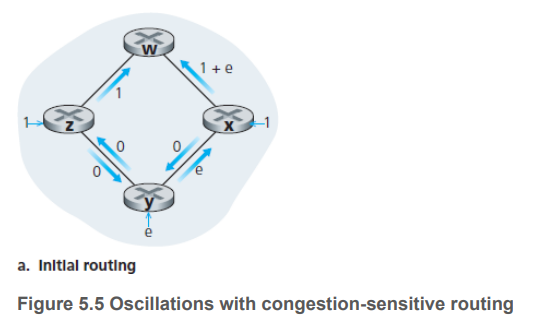 w
1 + e
1
1
z
x
1
0
0
0
e
y
e
a. Initial routing
Figure 5.5 Oscillations with congestion-sensitive routing